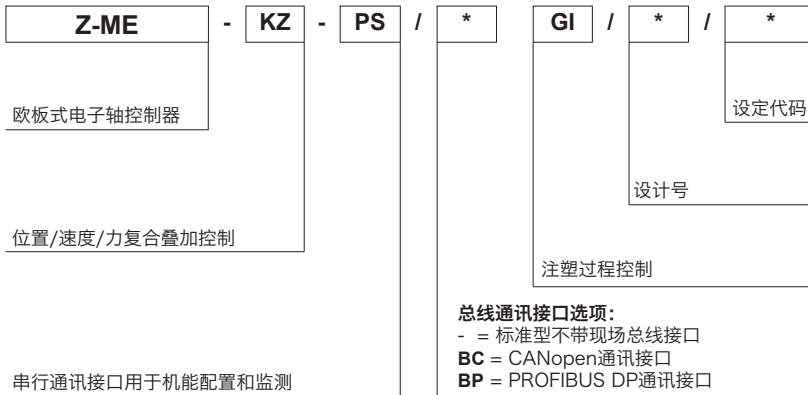 Z-ME - KZ - PS / * GI / * / *
欧板式电子轴控制器
设定代码
设计号
位置/速度/力复合叠加控制
注塑过程控制
总线通讯接口选项：
- = 标准型不带现场总线接口
BC = CANopen通讯接口
BP = PROFIBUS DP通讯接口
串行通讯接口用于机能配置和监测